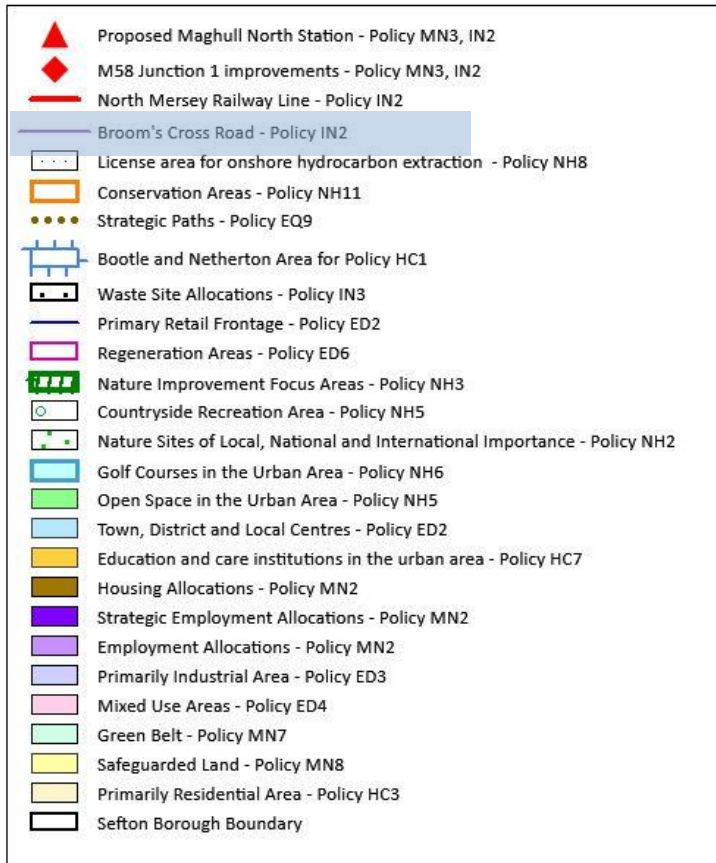 Proposed Maghull North Station - Policy MN3, IN2
M58 Junction 1 improvements - Policy MN3, IN2
North Mersey Railway Line - Policy IN2
Broom's Cross Road - Policy IN2
License area for onshore hydrocarbon extraction - Policy NH8
Conservation Areas - Policy NH11
Strategic Paths - Policy EQ9
Bootle and Netherton Area for Policy HC1
Waste Site Allocations - Policy IN3
Primary Retail Frontage - Policy ED2
Regeneration Areas - Policy ED6
Nature Improvement Focus Areas - Policy NH3
Countryside Recreation Area - Policy NH5
Nature Sites of Local, National and International Importance - Policy NH2
Golf Courses in the Urban Area - Policy NH6
Open Space in the Urban Area - Policy NH5
Town, District and Local Centres - Policy ED2
Education and care institutions in the urban area - Policy HC7
Housing Allocations - Policy MN2
Strategic Employment Allocations - Policy MN2
Employment Allocations - Policy MN2
Primarily Industrial Area - Policy ED3
Mixed Use Areas - Policy ED4
Green Belt - Policy MN7
Safeguarded Land - Policy MN8
Primarily Residential Area - Policy HC3
Sefton Borough Boundary